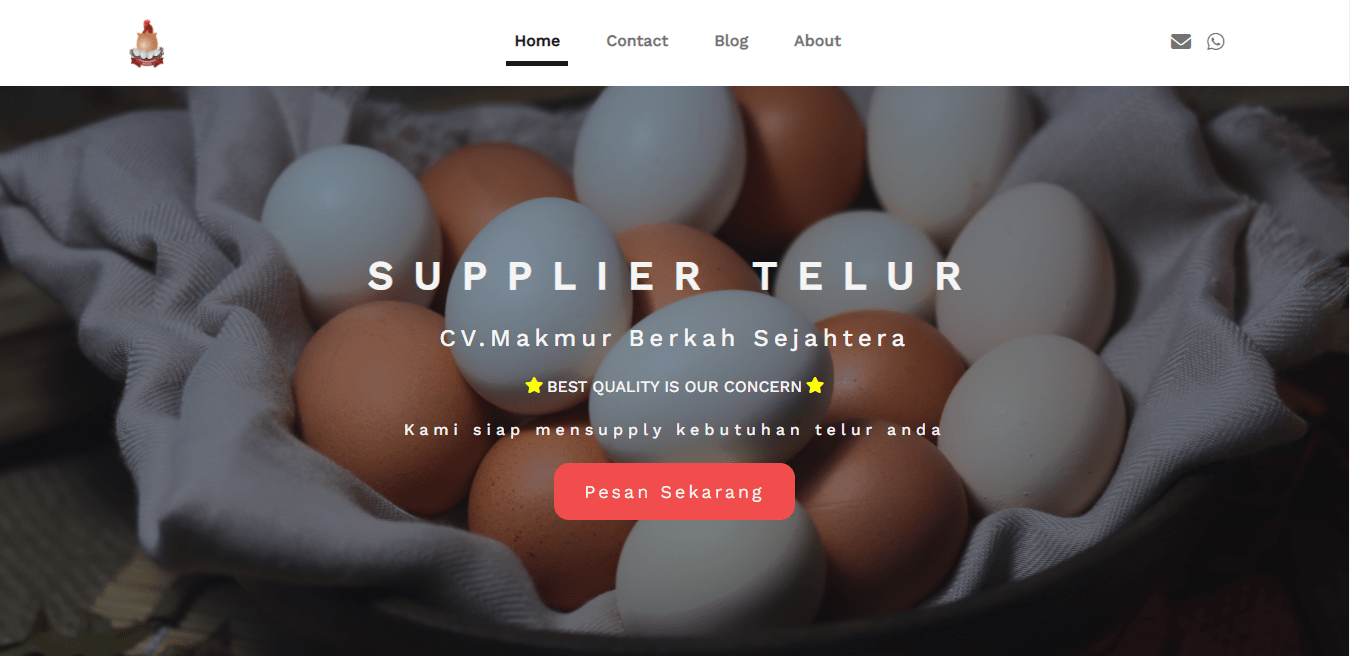 Home Contact Blog About
SUPPLIER TELUR
CV.Makmur Berkah Sejahtera
BEST QUALITY IS OUR CONCERN
Kami siap mensupply kebutuhan telur anda
Pesan Sekarang